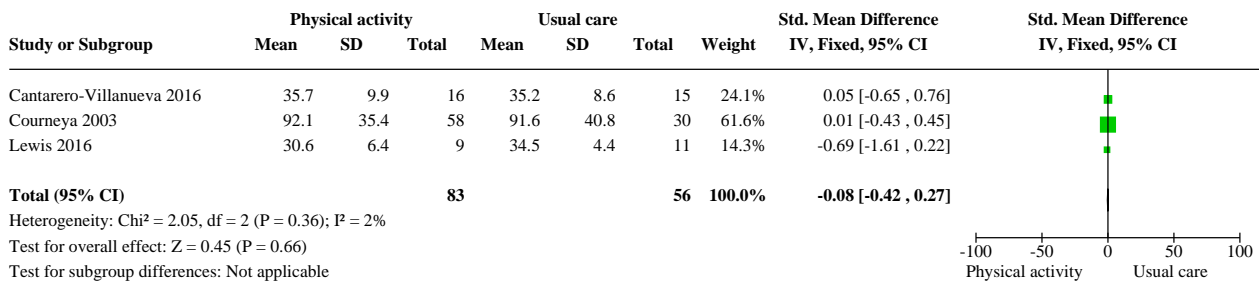 Physical activity Usual care Std. Mean Difference Std. Mean Difference
Study or Subgroup Mean SD Total Mean SD Total Weight IV, Fixed, 95% CI IV, Fixed, 95% CI
Cantarero-Villanueva 2016 35.7 9.9 16 35.2 8.6 15 24.1% 0.05 [-0.65 , 0.76]
Courneya 2003 92.1 35.4 58 91.6 40.8 30 61.6% 0.01 [-0.43 , 0.45]
Lewis 2016 30.6 6.4 9 34.5 4.4 11 14.3% -0.69 [-1.61 , 0.22]
Total (95% CI) 83 56 100.0% -0.08 [-0.42 , 0.27]
Heterogeneity: Chi² = 2.05, df = 2 (P = 0.36); I² = 2%
Test for overall effect: Z = 0.45 (P = 0.66)
-100 -50 0 50 100
Test for subgroup differences: Not applicable Physical activity Usual care